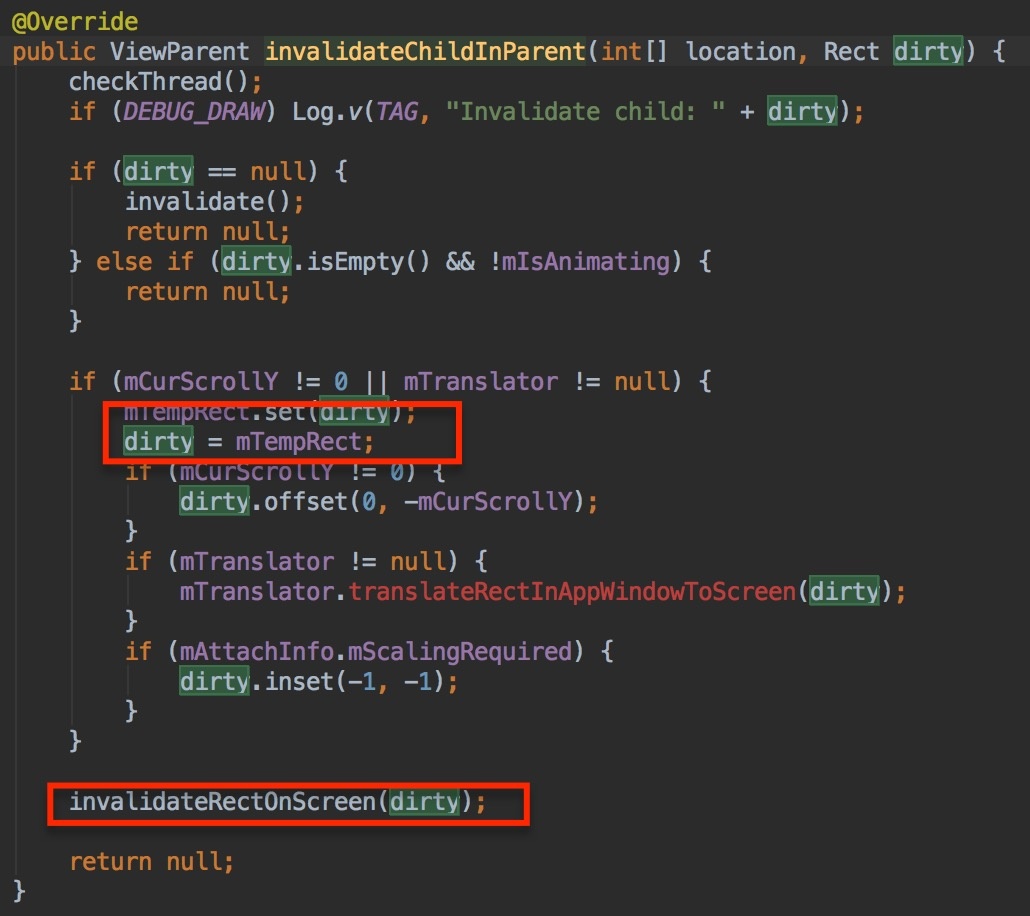 @Override
public ViewParent invalidateChildInParent(int[] location, Rect dirty) {
    checkThread();
    if (DEBUG_DRAW) Log.v(TAG, "Invalidate child: " + dirty);

    if (dirty == null) {
        invalidate();
        return null;
    } else if (dirty.isEmpty() && !mIsAnimating) {
        return null;
    }

    if (mCurScrollY != 0 || mTranslator != null) {
        mTempRect.set(dirty);
        dirty = mTempRect;
        if (mCurScrollY != 0) {
            dirty.offset(0, -mCurScrollY);
        }
        if (mTranslator != null) {
            mTranslator.translateRectInAppWindowToScreen(dirty);
        }
        if (mAttachInfo.mScalingRequired) {
            dirty.inset(-1, -1);
        }
    }

    invalidateRectOnScreen(dirty);

    return null;
}